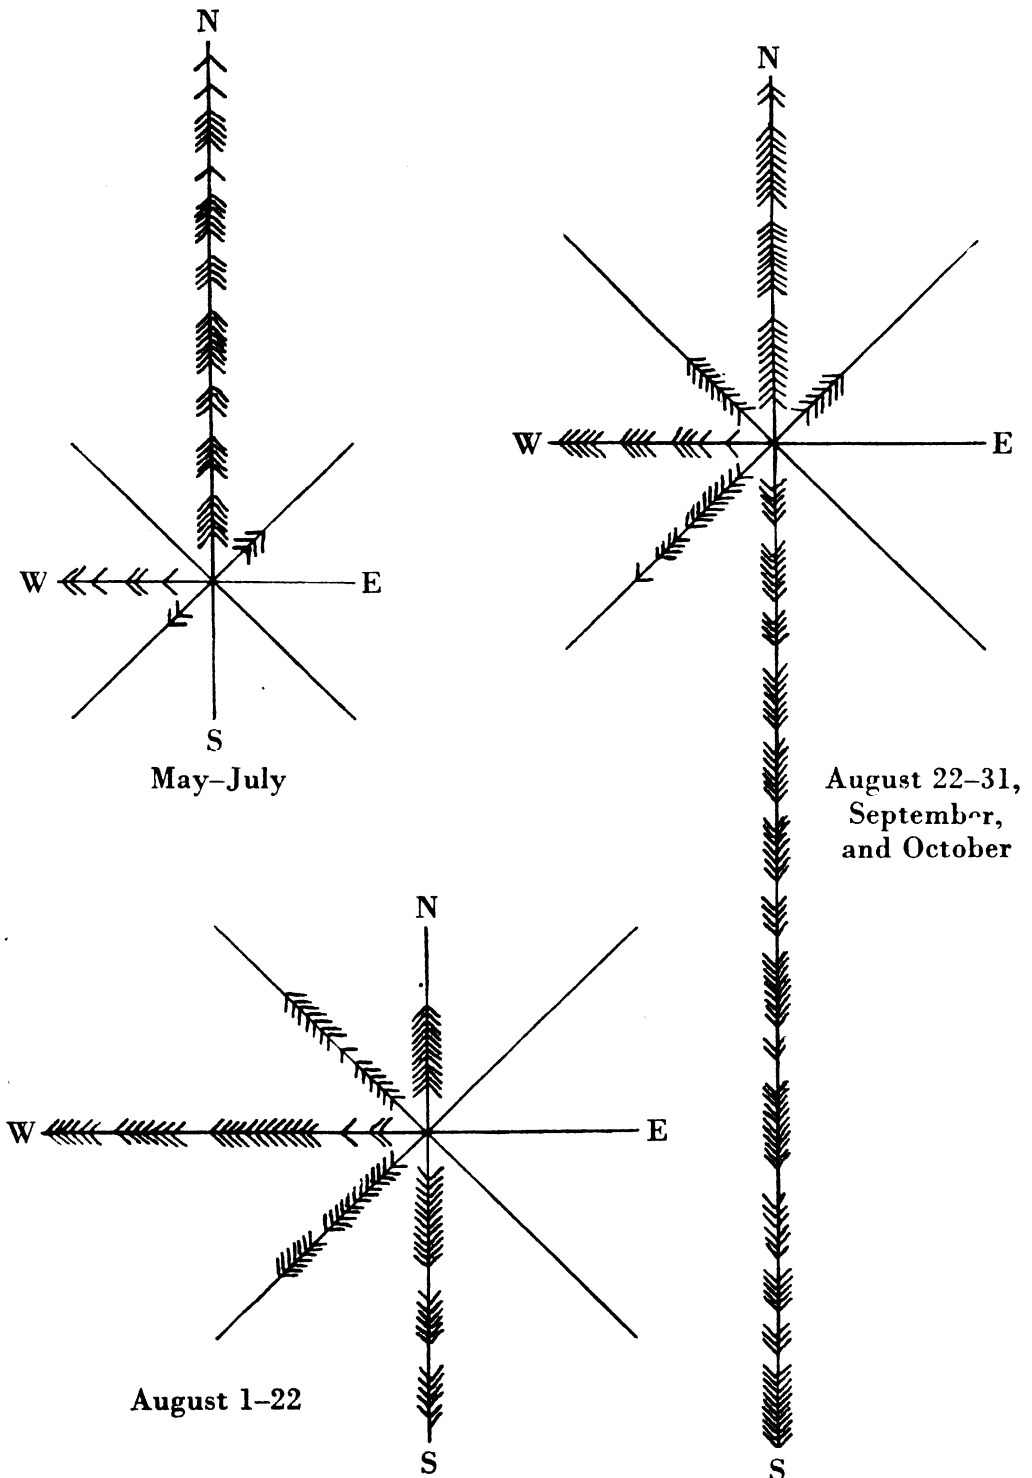 N
W
E
S
May–July
N
W
E
S
August 22–31,
September,
and October
N
W
E
S
August 1–22